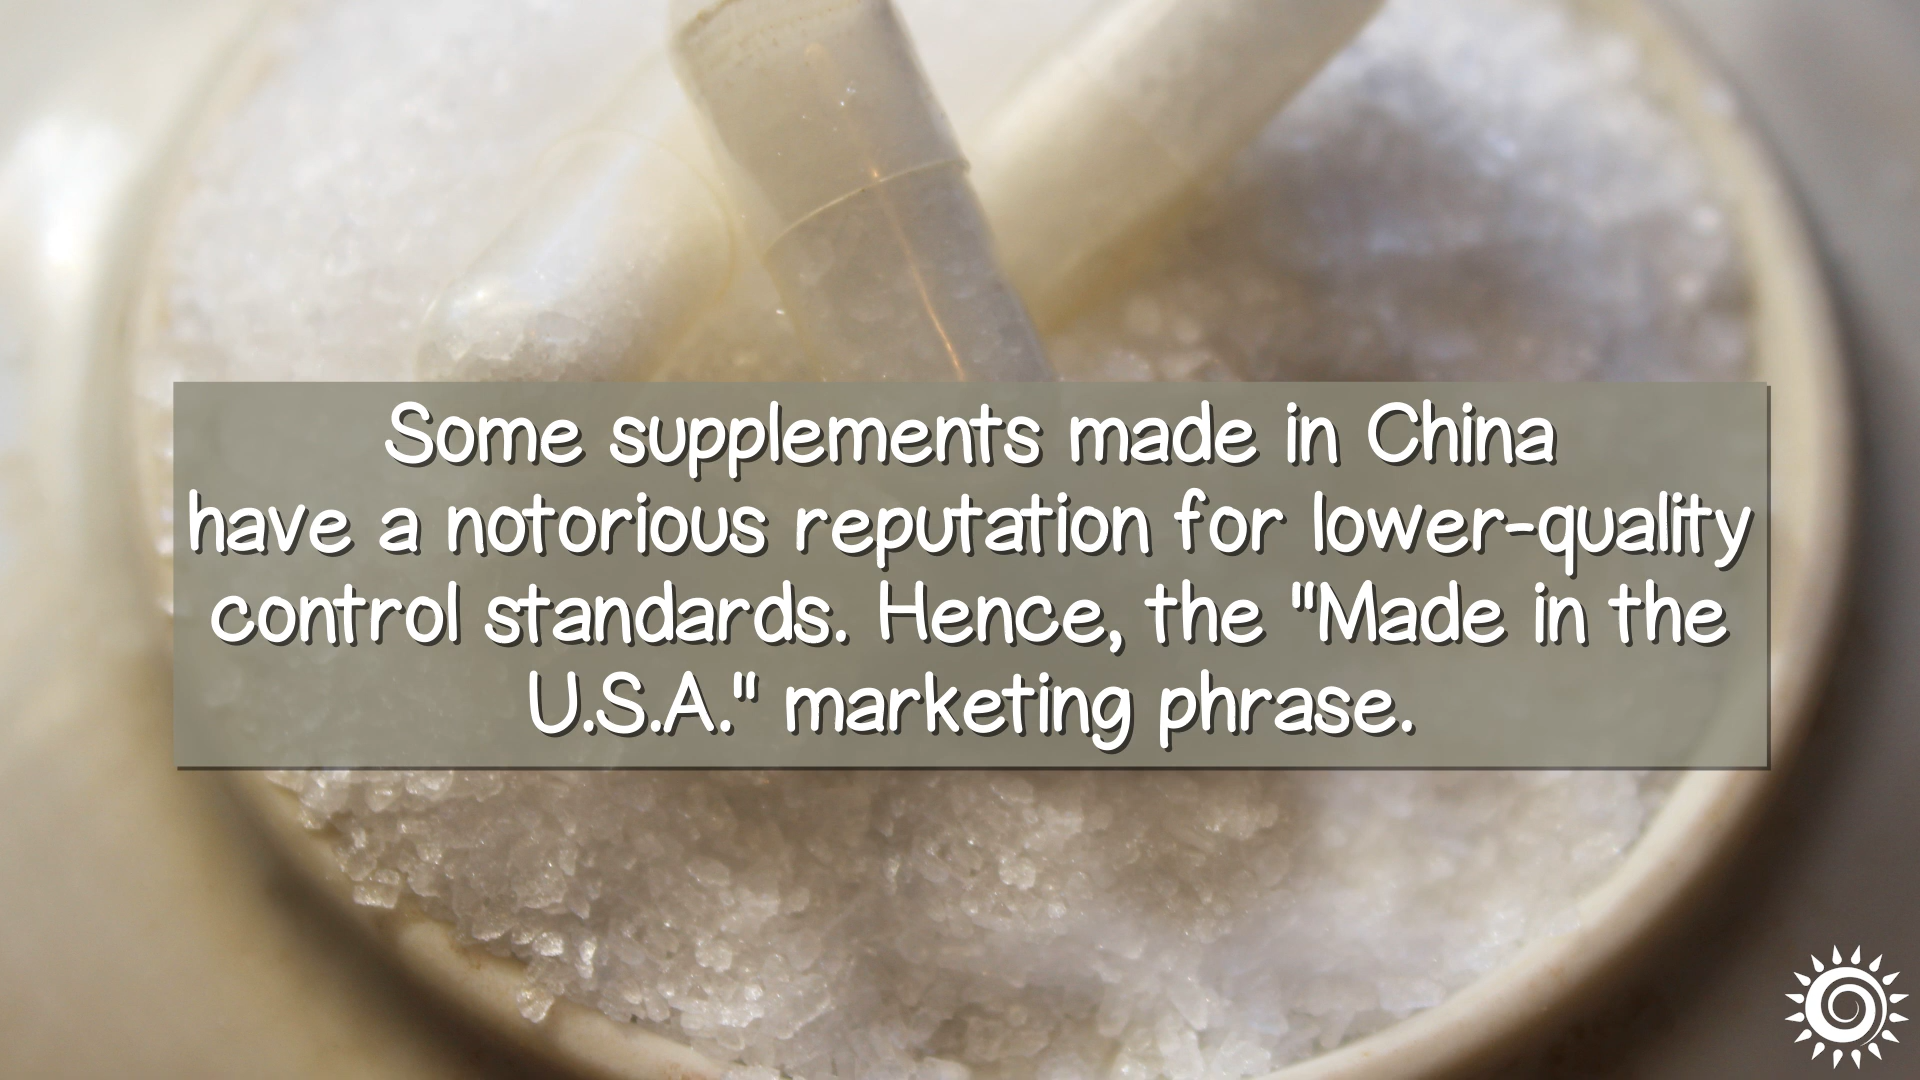 Some supplements made in China
have a notorious reputation for lower-quality
control standards. Hence, the "Made in the
U.S.A." marketing phrase.